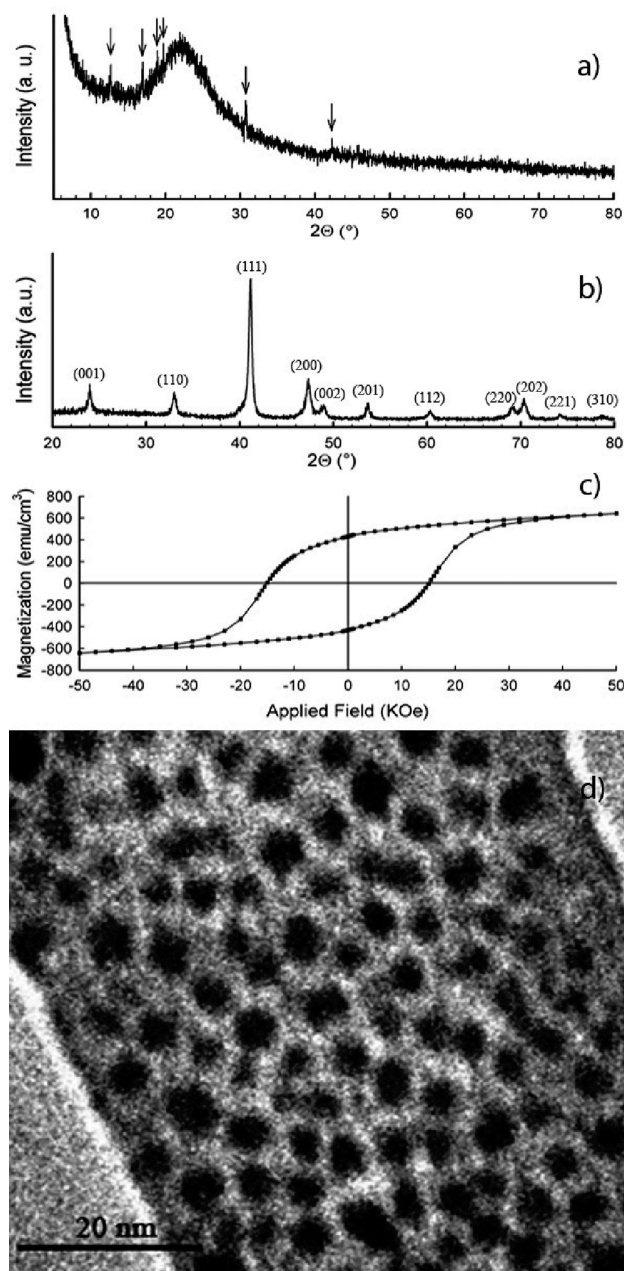 a)
Intensity (a. u.)
10 20 30 40 50 60 70 80
2Θ (°)
b)
Intensity (a.u.)
(001) (110) (111) (200) (002) (201) (112) (220) (202) (221) (310)
20 30 40 50 60 70 80
2Θ (°)
c)
Magnetization (emu/cm³)
800
600
400
200
0
-200
-400
-600
-800
-50 -40 -30 -20 -10 0 10 20 30 40 50
Applied Field (KOe)
d)
20 nm